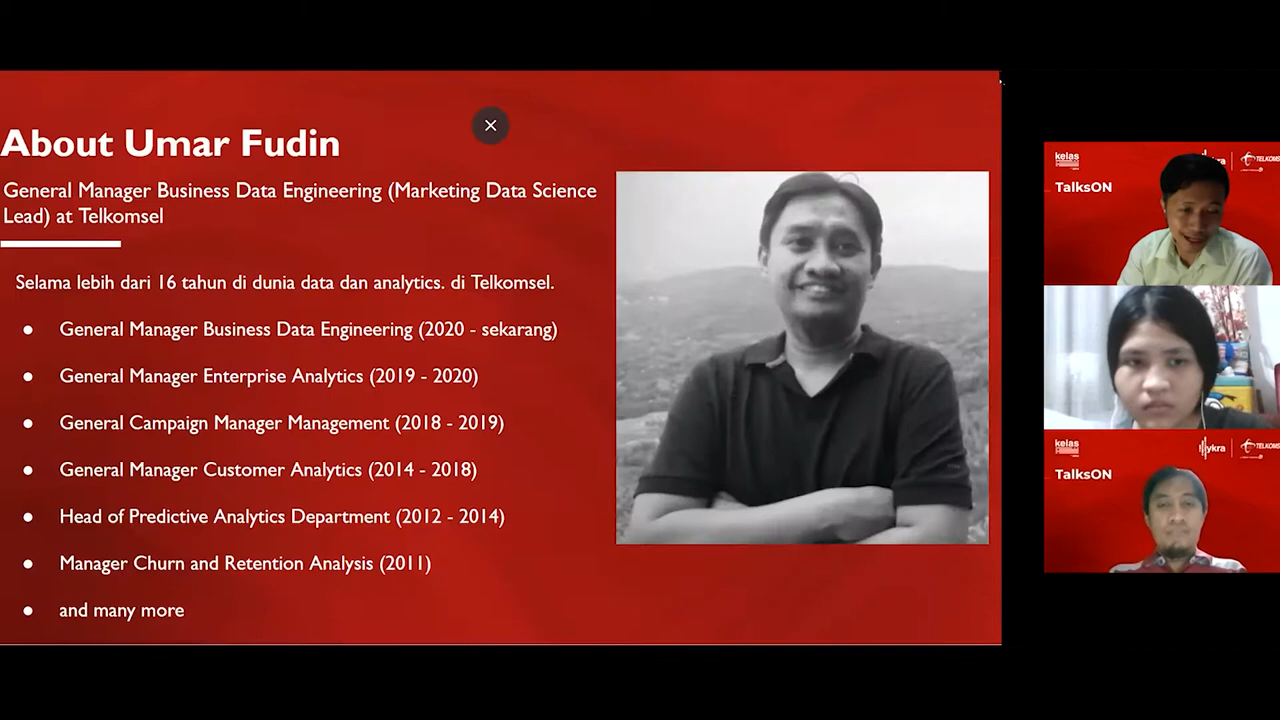 About Umar Fudin
General Manager Business Data Engineering (Marketing Data Science
Lead) at Telkomsel
Selama lebih dari 16 tahun di dunia data dan analytics. di Telkomsel.
General Manager Business Data Engineering (2020 - sekarang)
General Manager Enterprise Analytics (2019 - 2020)
General Campaign Manager Management (2018 - 2019)
General Manager Customer Analytics (2014 - 2018)
Head of Predictive Analytics Department (2012 - 2014)
Manager Churn and Retention Analysis (2011)
and many more
kelas
TalksON
kelas
TalksON